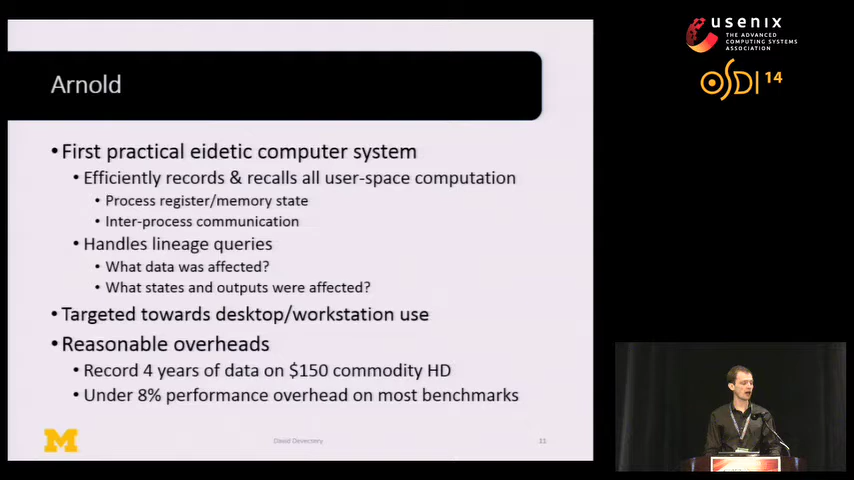 Arnold
• First practical eidetic computer system
• Efficiently records & recalls all user-space computation
• Process register/memory state
• Inter-process communication
• Handles lineage queries
• What data was affected?
• What states and outputs were affected?
• Targeted towards desktop/workstation use
• Reasonable overheads
• Record 4 years of data on $150 commodity HD
• Under 8% performance overhead on most benchmarks
M
David Devecsery
11
usenix
THE ADVANCED
COMPUTING SYSTEMS
ASSOCIATION
OSDI 14